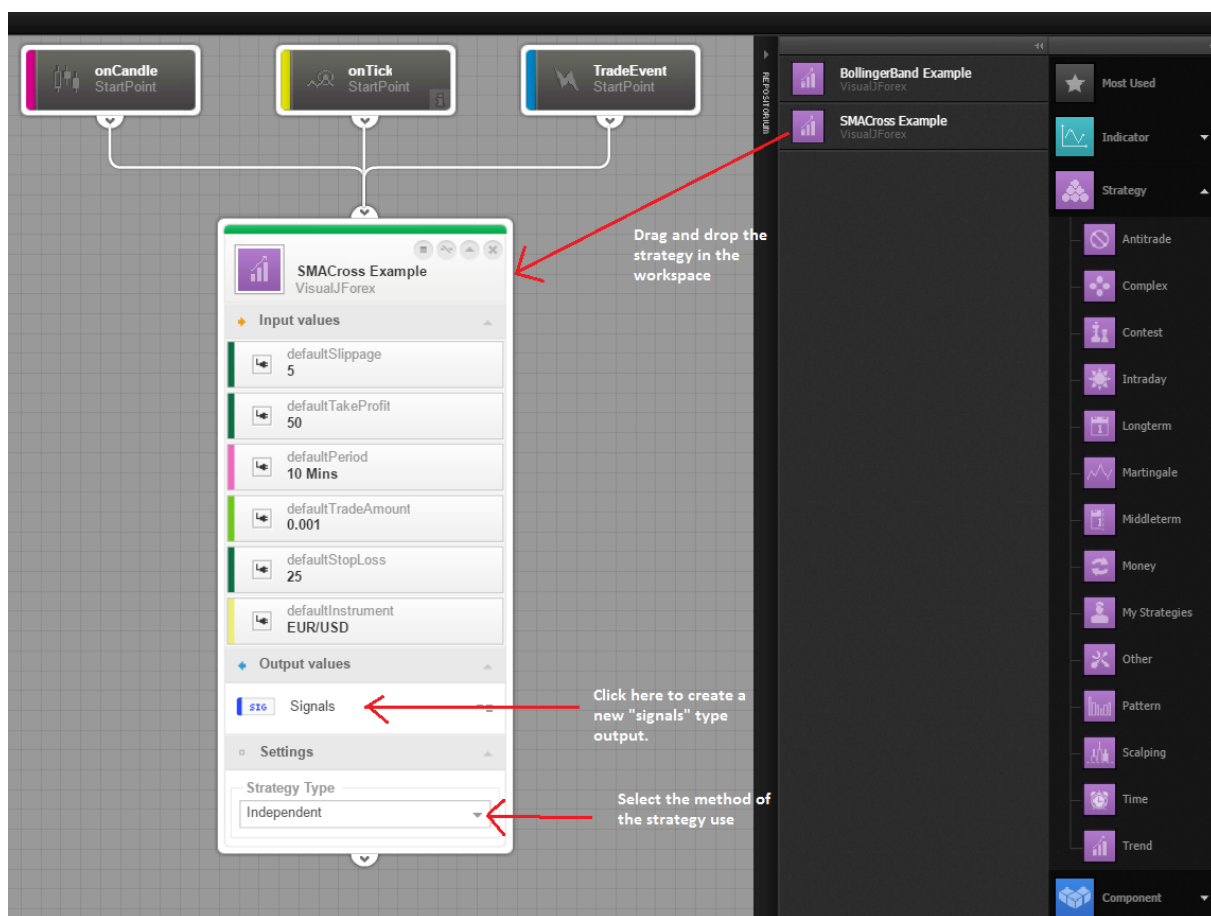 onCandle
StartPoint
onTick
StartPoint
TradeEvent
StartPoint
SMACross Example
VisualJForex
Input values
defaultSlippage
5
defaultTakeProfit
50
defaultPeriod
10 Mins
defaultTradeAmount
0.001
defaultStopLoss
25
defaultInstrument
EUR/USD
Output values
SIG Signals
Settings
Strategy Type
Independent
Drag and drop the
strategy in the
workspace
Click here to create a
new "signals" type
output.
Select the method of
the strategy use
REPOSITORIUM
BollingerBand Example
VisualJForex
SMACross Example
VisualJForex
Most Used
Indicator
Strategy
Antitrade
Complex
Contest
Intraday
Longterm
Martingale
Middleterm
Money
My Strategies
Other
Pattern
Scalping
Time
Trend
Component